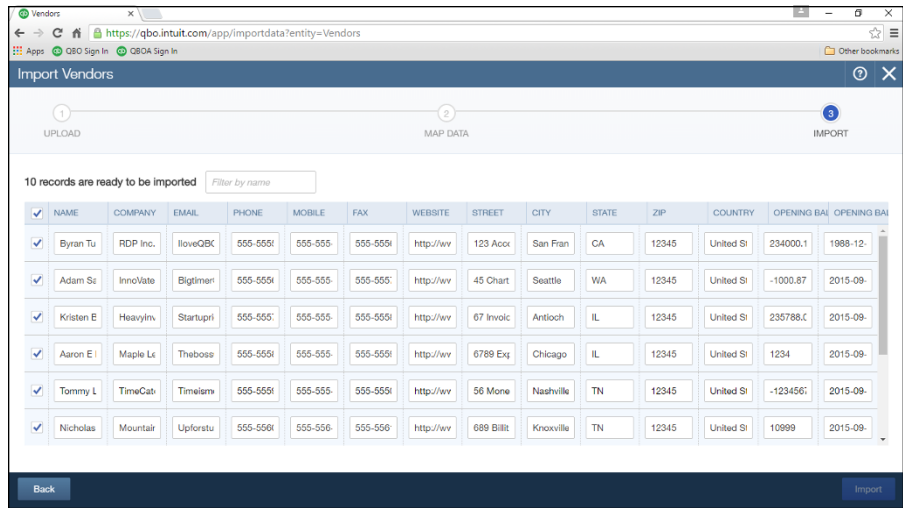 Vendors
https://qbo.intuit.com/app/importdata?entity=Vendors
Apps QBO Sign In QBOA Sign In Other bookmarks
Import Vendors
1 2 3
UPLOAD MAP DATA IMPORT
10 records are ready to be imported Filter by name
NAME COMPANY EMAIL PHONE MOBILE FAX WEBSITE STREET CITY STATE ZIP COUNTRY OPENING BAL OPENING BAL
Byran Tu RDP Inc. IloveQBC 555-555 555-555- 555-555 http://wv 123 Acc San Fran CA 12345 United St 234000.1 1988-12-
Adam Sa InnoVate Bigtimer 555-555 555-555- 555-555 http://wv 45 Chart Seattle WA 12345 United St -1000.87 2015-09-
Kristen B Heavyinv Startupri 555-555 555-555- 555-555 http://wv 67 Invoic Antioch IL 12345 United St 235788.0 2015-09-
Aaron E Maple Le Theboss 555-555 555-555- 555-555 http://wv 6789 Exp Chicago IL 12345 United St 1234 2015-09-
Tommy L TimeCat Timeism 555-555 555-555- 555-555 http://wv 56 Mone Nashville TN 12345 United St -123456 2015-09-
Nicholas Mountair Upforstu 555-556 555-556- 555-556 http://wv 689 Billit Knoxville TN 12345 United St 10999 2015-09-
Back Import